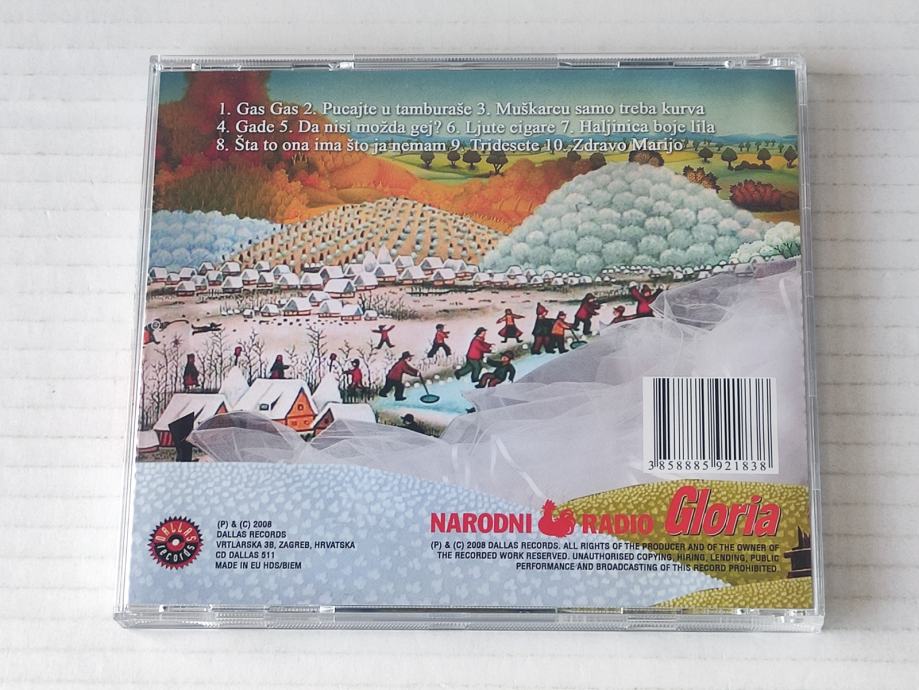 1. Gas Gas 2. Pucajte u tamburaše 3. Muškarcu samo treba kurva
4. Gade 5. Da nisi možda gej? 6. Ljute cigare 7. Haljinica boje lila
8. Šta to ona ima što ja nemam 9. Tridesete 10. Zdravo Marijo
3858885921838
DALLAS RECORDS
(P) & (C) 2008
DALLAS RECORDS
VRTLARSKA 3B, ZAGREB, HRVATSKA
CD DALLAS 511
MADE IN EU HDS/BIEM
NARODNI RADIO Gloria
(P) & (C) 2008 DALLAS RECORDS. ALL RIGHTS OF THE PRODUCER AND OF THE OWNER OF
THE RECORDED WORK RESERVED. UNAUTHORISED COPYING, HIRING, LENDING, PUBLIC
PERFORMANCE AND BROADCASTING OF THIS RECORD PROHIBITED.